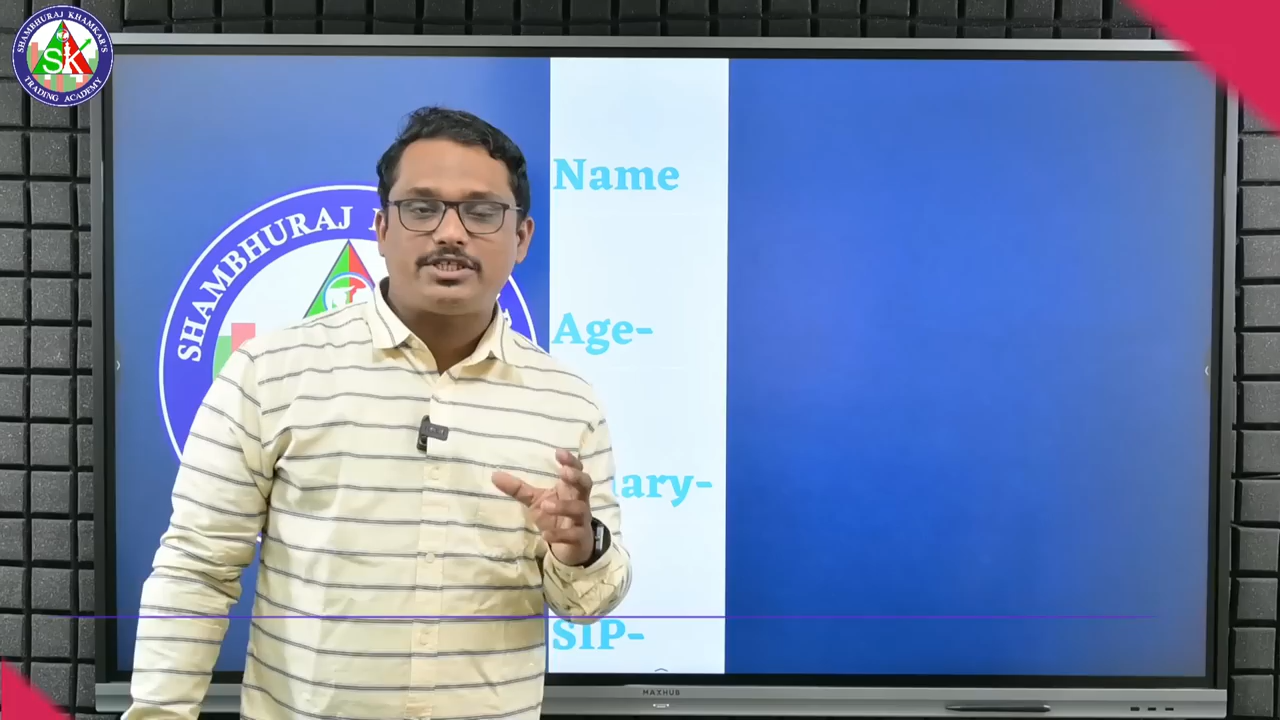 SHAMBHURAJ KHAMKAR'S
SK
TRADING ACADEMY
SHAMBHURAJ
Name
Age-
SIP-
MAXHUB